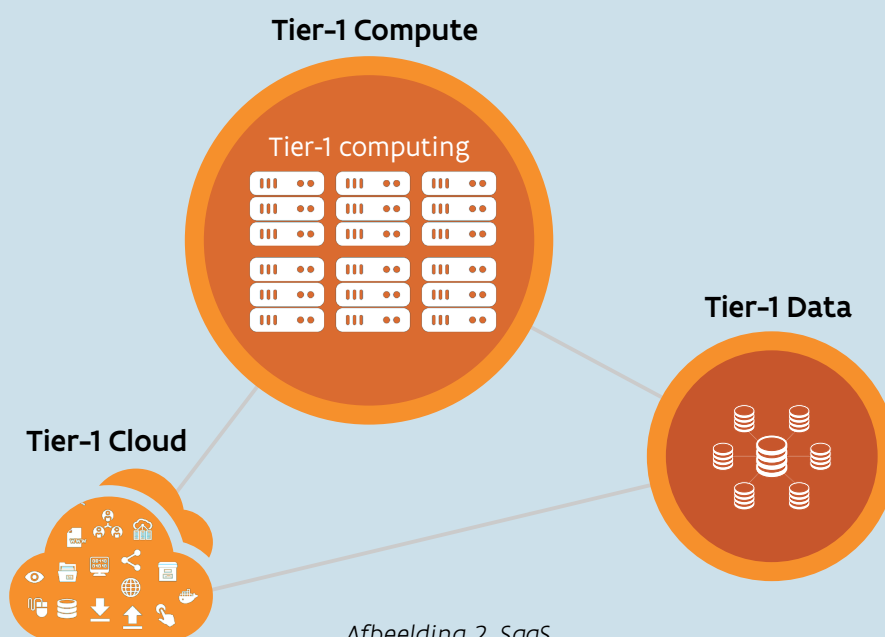 Tier-1 Compute
Tier-1 computing
Tier-1 Data
Tier-1 Cloud
Afbeelding 2. SaaS